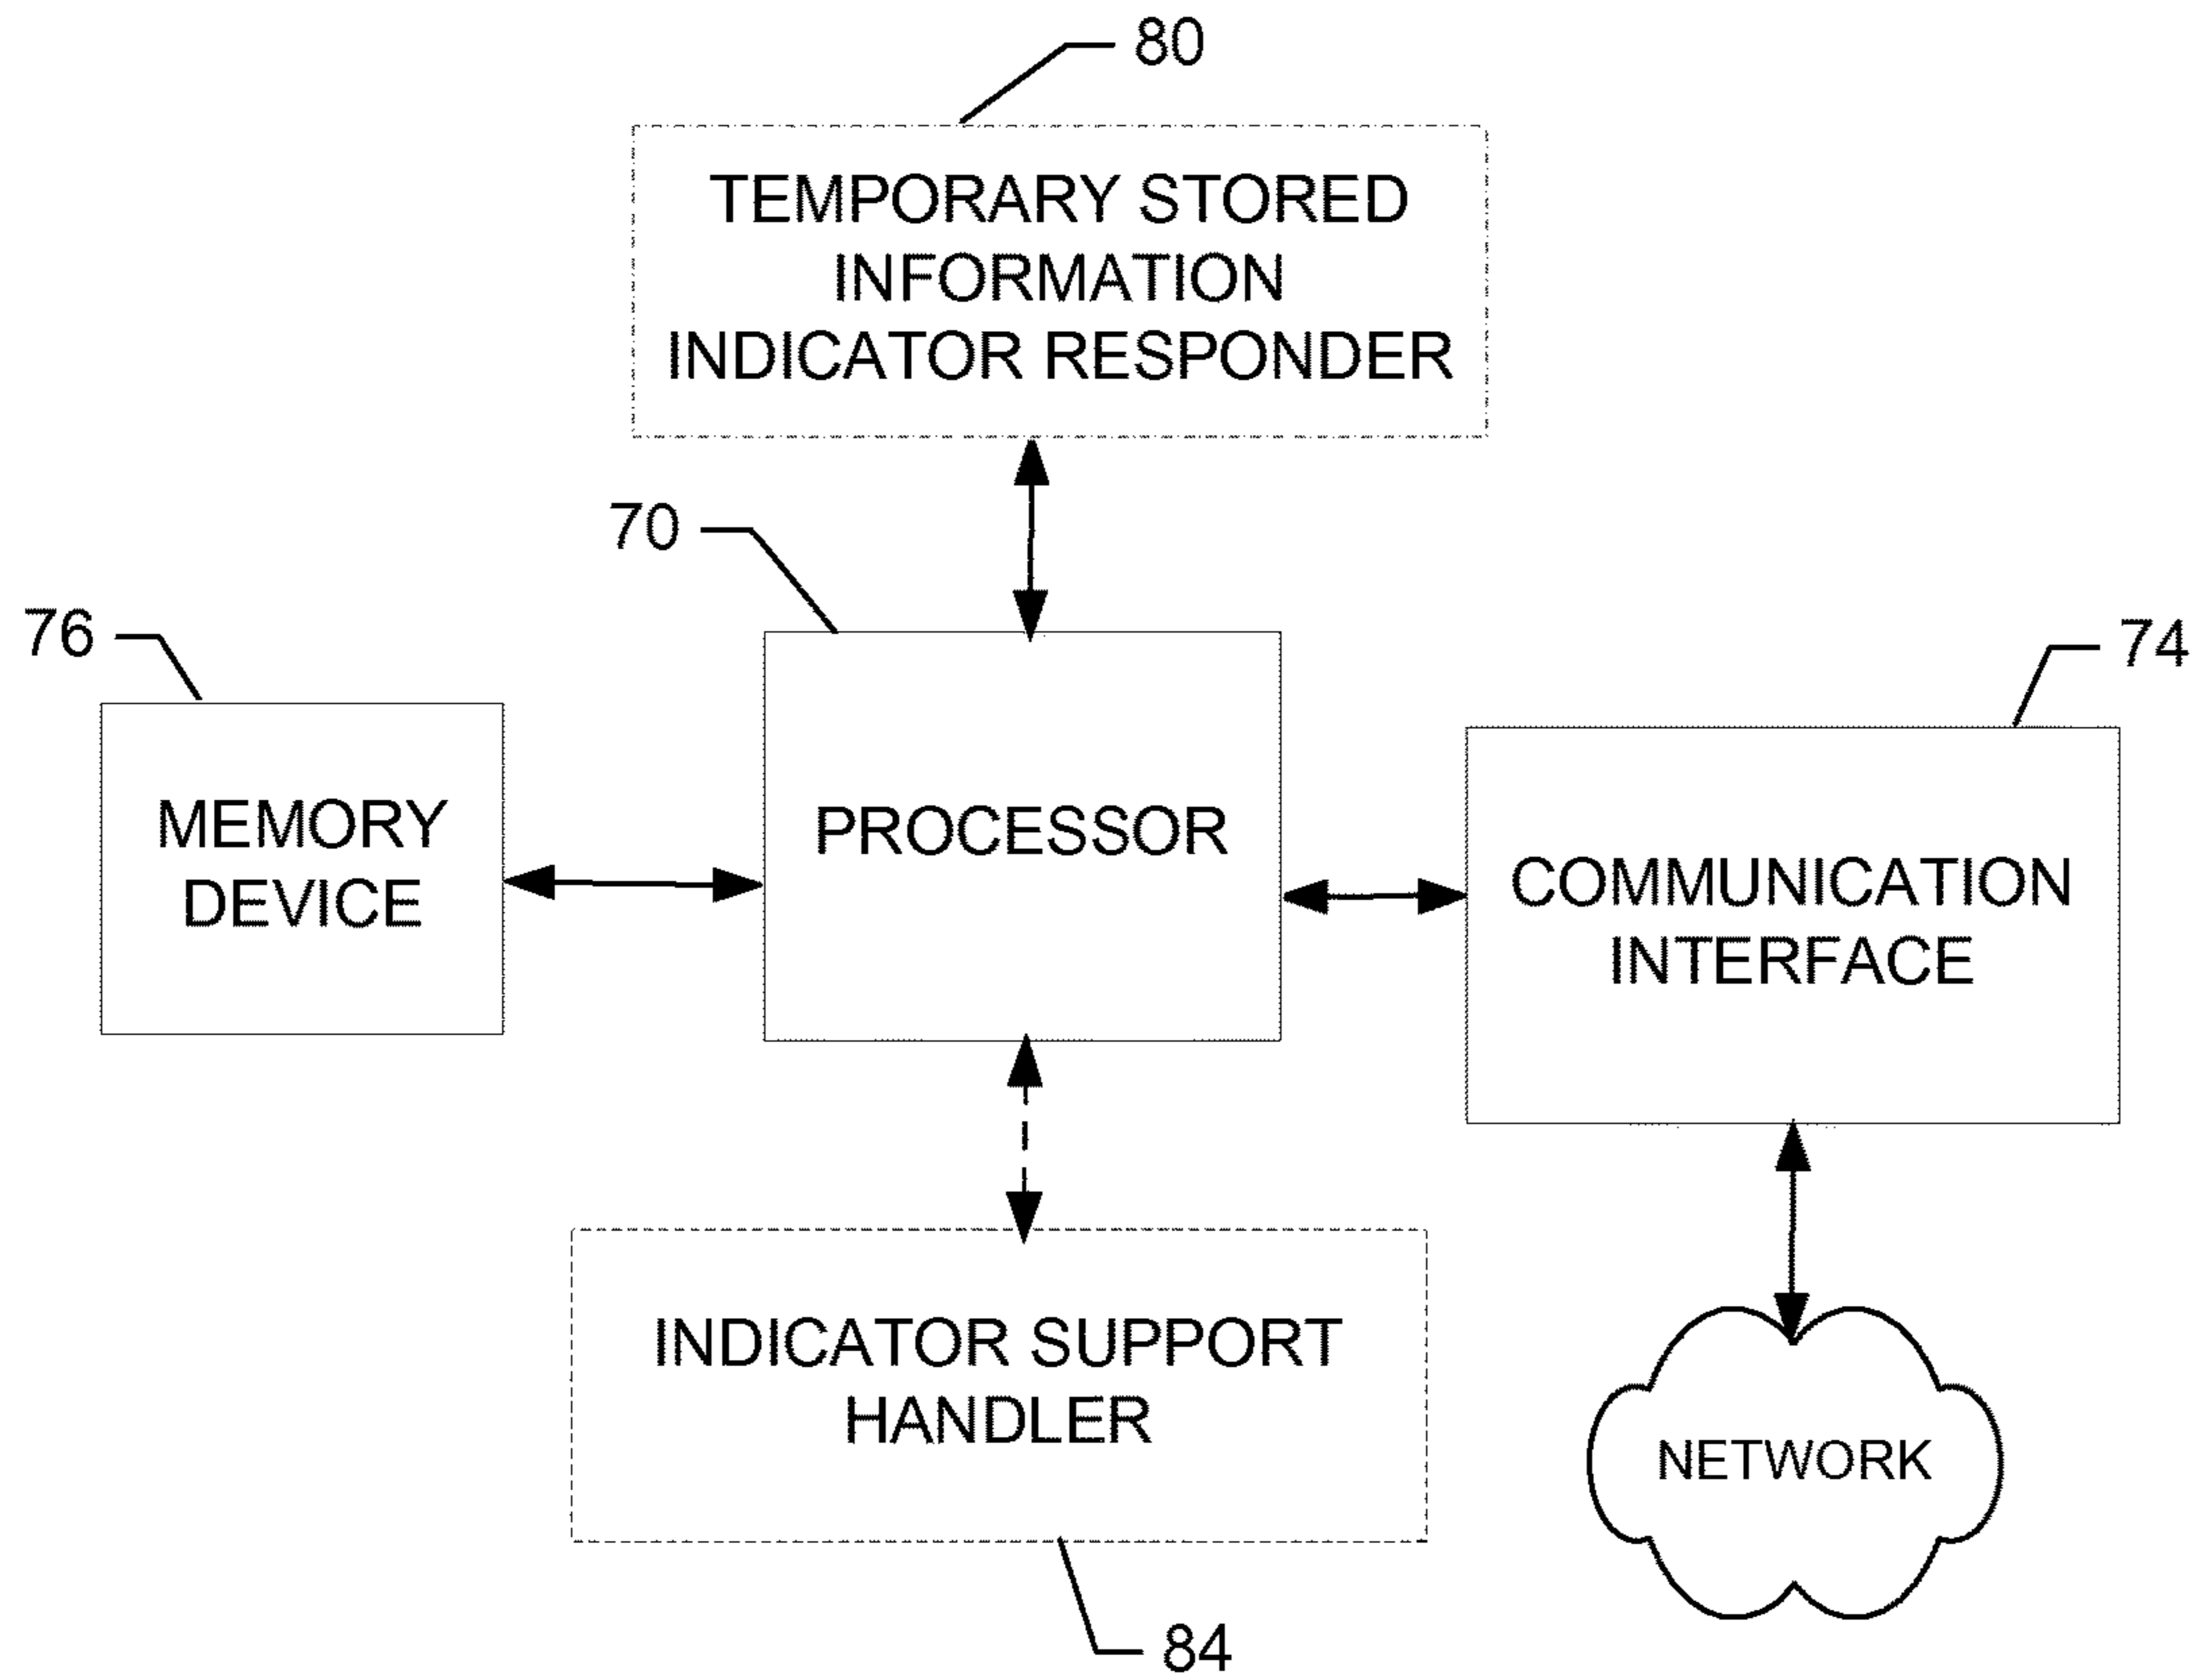 80
TEMPORARY STORED
INFORMATION
INDICATOR RESPONDER
70
76
74
MEMORY
DEVICE
PROCESSOR
COMMUNICATION
INTERFACE
INDICATOR SUPPORT
HANDLER
NETWORK
84